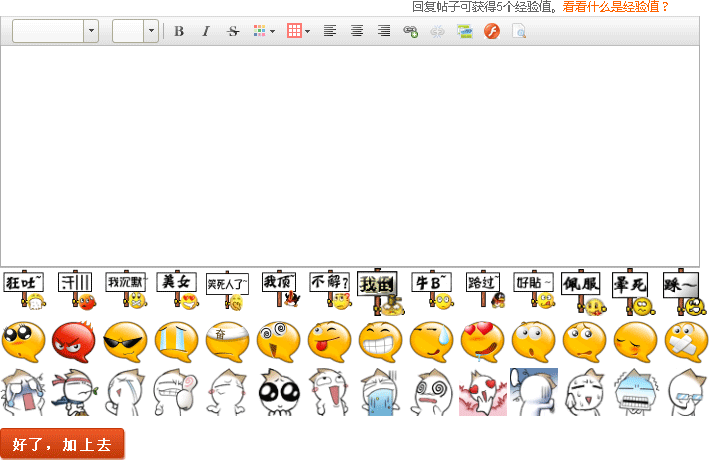 回复帖子可获得5个经验值。看看什么是经验值？
B I S
狂吐~ 汗||| 我沉默~ 美女 笑死人了~ 我顶~ 不解? 我倒 牛B~ 路过~ 好贴~ 佩服 晕死 踩~
奋
好了，加上去